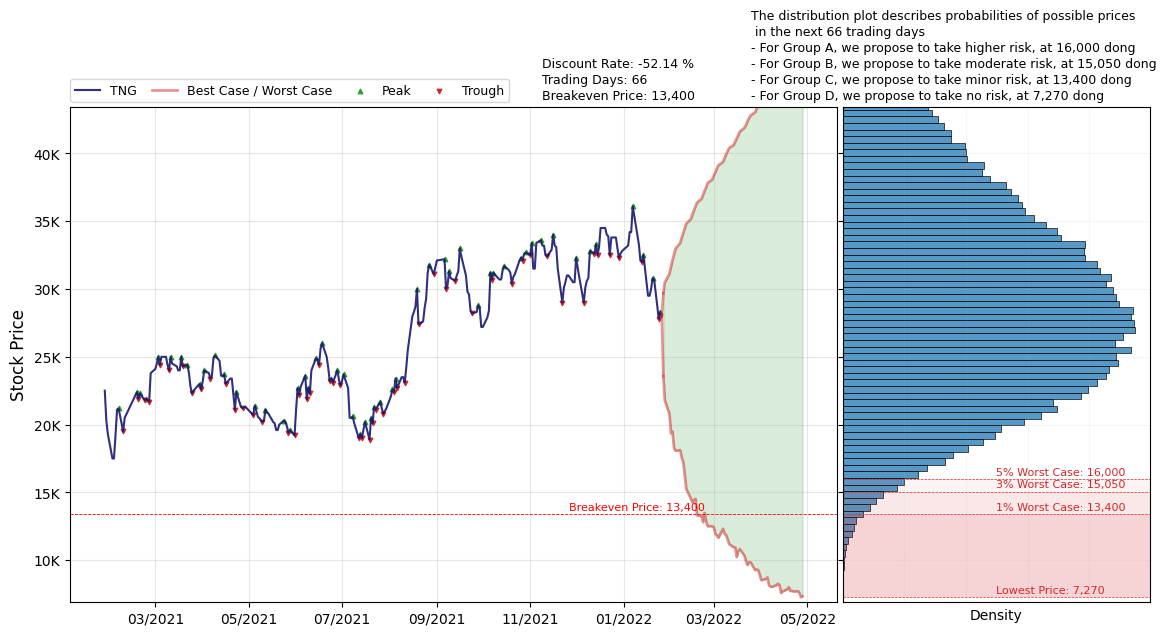 The distribution plot describes probabilities of possible prices
in the next 66 trading days
- For Group A, we propose to take higher risk, at 16,000 dong
- For Group B, we propose to take moderate risk, at 15,050 dong
- For Group C, we propose to take minor risk, at 13,400 dong
- For Group D, we propose to take no risk, at 7,270 dong
Discount Rate: -52.14 %
Trading Days: 66
Breakeven Price: 13,400
TNG
Best Case / Worst Case
Peak
Trough
Stock Price
40K
35K
30K
25K
20K
15K
10K
Breakeven Price: 13,400
03/2021
05/2021
07/2021
09/2021
11/2021
01/2022
03/2022
05/2022
5% Worst Case: 16,000
3% Worst Case: 15,050
1% Worst Case: 13,400
Lowest Price: 7,270
Density